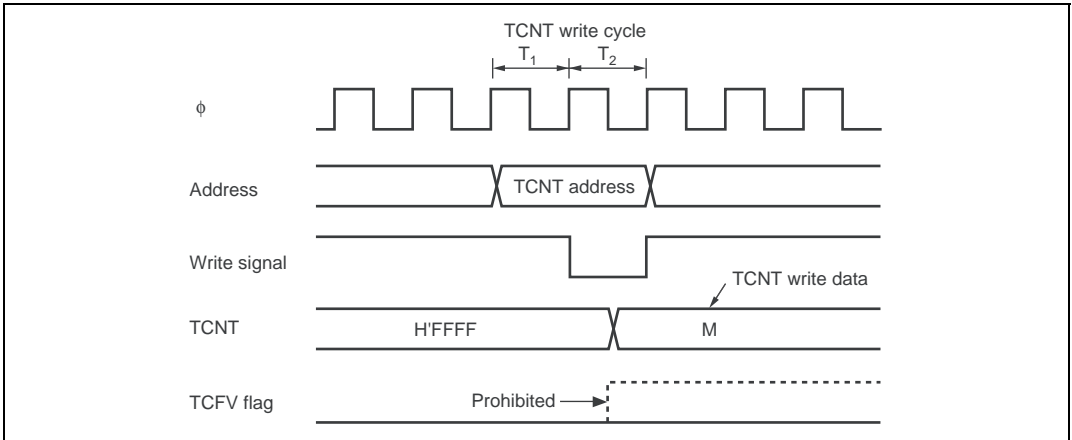 TCNT write cycle
T1 T2
φ
Address
TCNT address
Write signal
TCNT write data
TCNT
H'FFFF
M
TCFV flag
Prohibited